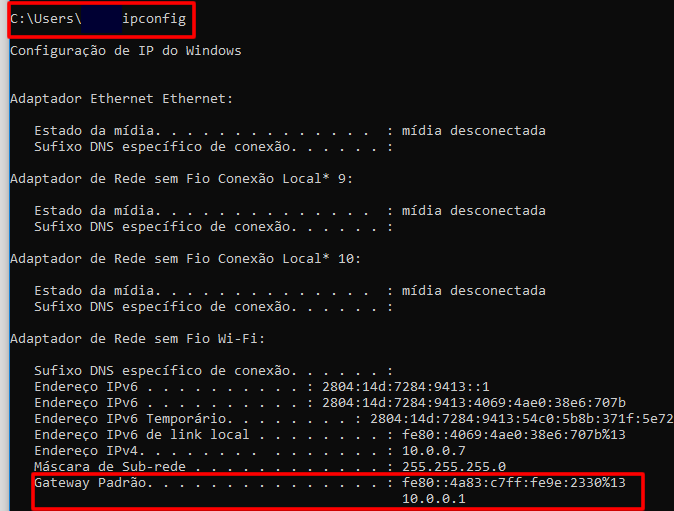 C:\Users\ ipconfig
Configuração de IP do Windows
Adaptador Ethernet Ethernet:
Estado da mídia. . . . . . . . . . . . . .  : mídia desconectada
Sufixo DNS específico de conexão. . . . . . :
Adaptador de Rede sem Fio Conexão Local* 9:
Estado da mídia. . . . . . . . . . . . . .  : mídia desconectada
Sufixo DNS específico de conexão. . . . . . :
Adaptador de Rede sem Fio Conexão Local* 10:
Estado da mídia. . . . . . . . . . . . . .  : mídia desconectada
Sufixo DNS específico de conexão. . . . . . :
Adaptador de Rede sem Fio Wi-Fi:
Sufixo DNS específico de conexão. . . . . . :
Endereço IPv6 . . . . . . . . . . : 2804:14d:7284:9413::1
Endereço IPv6 . . . . . . . . . . : 2804:14d:7284:9413:4069:4ae0:38e6:707b
Endereço IPv6 Temporário. . . . . . . . : 2804:14d:7284:9413:54c0:5b8b:371f:5e72
Endereço IPv6 de link local . . . . . . . . : fe80::4069:4ae0:38e6:707b%13
Endereço IPv4. . . . . . . .  . . . . . . . : 10.0.0.7
Máscara de Sub-rede . . . . . . . . . . . . : 255.255.255.0
Gateway Padrão. . . . . . . . . . . . . . . : fe80::4a83:c7ff:fe9e:2330%13
10.0.0.1